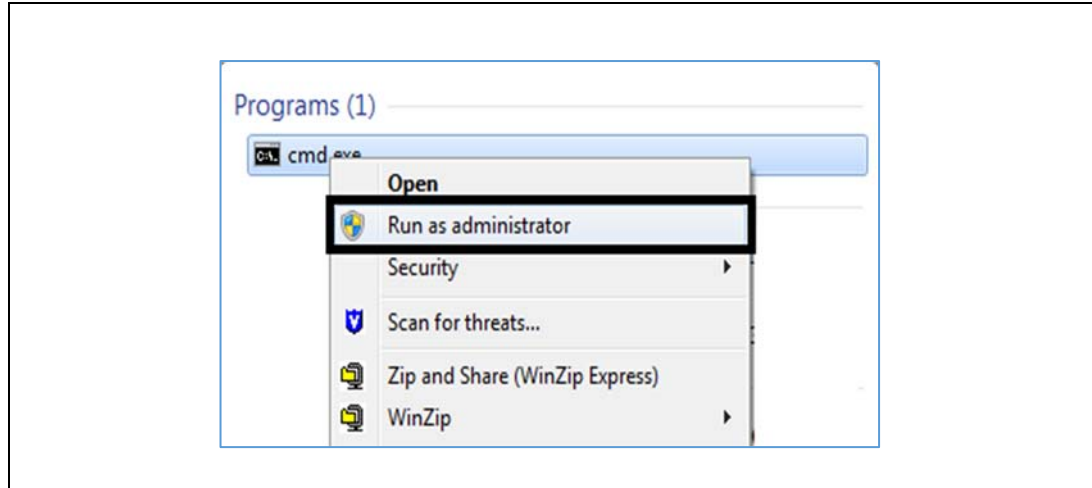 Programs (1)
cmd.exe
Open
Run as administrator
Security
Scan for threats...
Zip and Share (WinZip Express)
WinZip